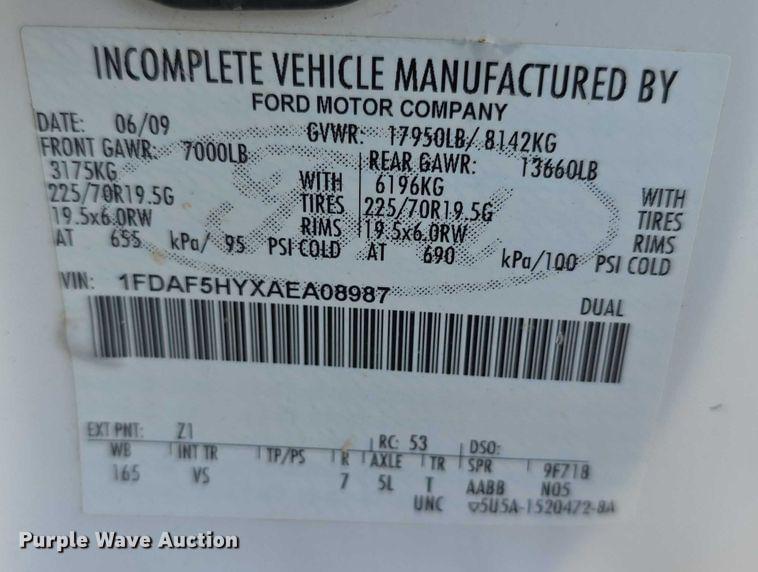 INCOMPLETE VEHICLE MANUFACTURED BY
FORD MOTOR COMPANY
DATE: 06/09 GVWR: 17950LB/ 8142KG
FRONT GAWR: 7000LB REAR GAWR: 13660LB
3175KG WITH 6196KG WITH
225/70R19.5G TIRES 225/70R19.5G TIRES
19.5x6.0RW RIMS 19.5x6.0RW RIMS
AT 655 kPa/ 95 PSI COLD AT 690 kPa/100 PSI COLD
VIN: 1FDAF5HYXAEA08987
DUAL
EXT PNT: Z1 RC: 53 DSO:
WB INT TR TP/PS R AXLE TR SPR 9F718
165 VS 7 5L T AABB N05
UNC 5U5A-1520472-8A
Purple Wave Auction